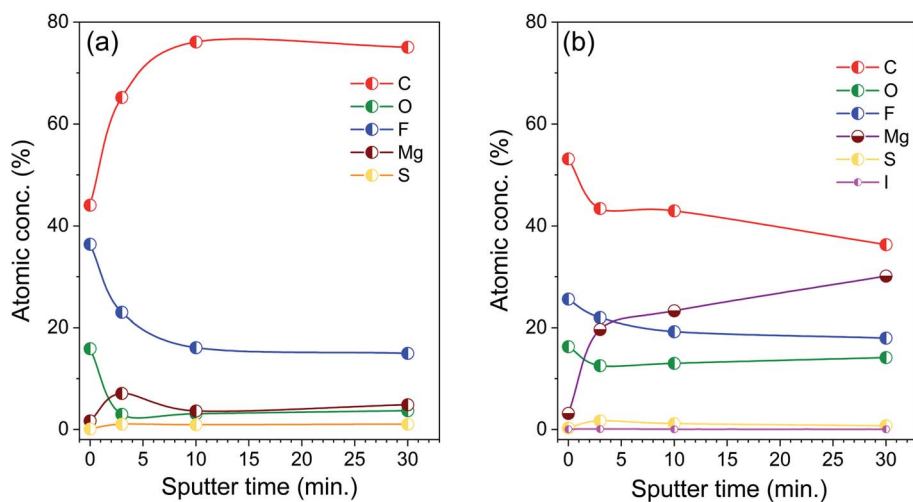 (a)
C
O
F
Mg
S
80
60
40
20
0
0 5 10 15 20 25 30
Atomic conc. (%)
Sputter time (min.)
(b)
C
O
F
Mg
S
I
80
60
40
20
0
0 5 10 15 20 25 30
Atomic conc. (%)
Sputter time (min.)